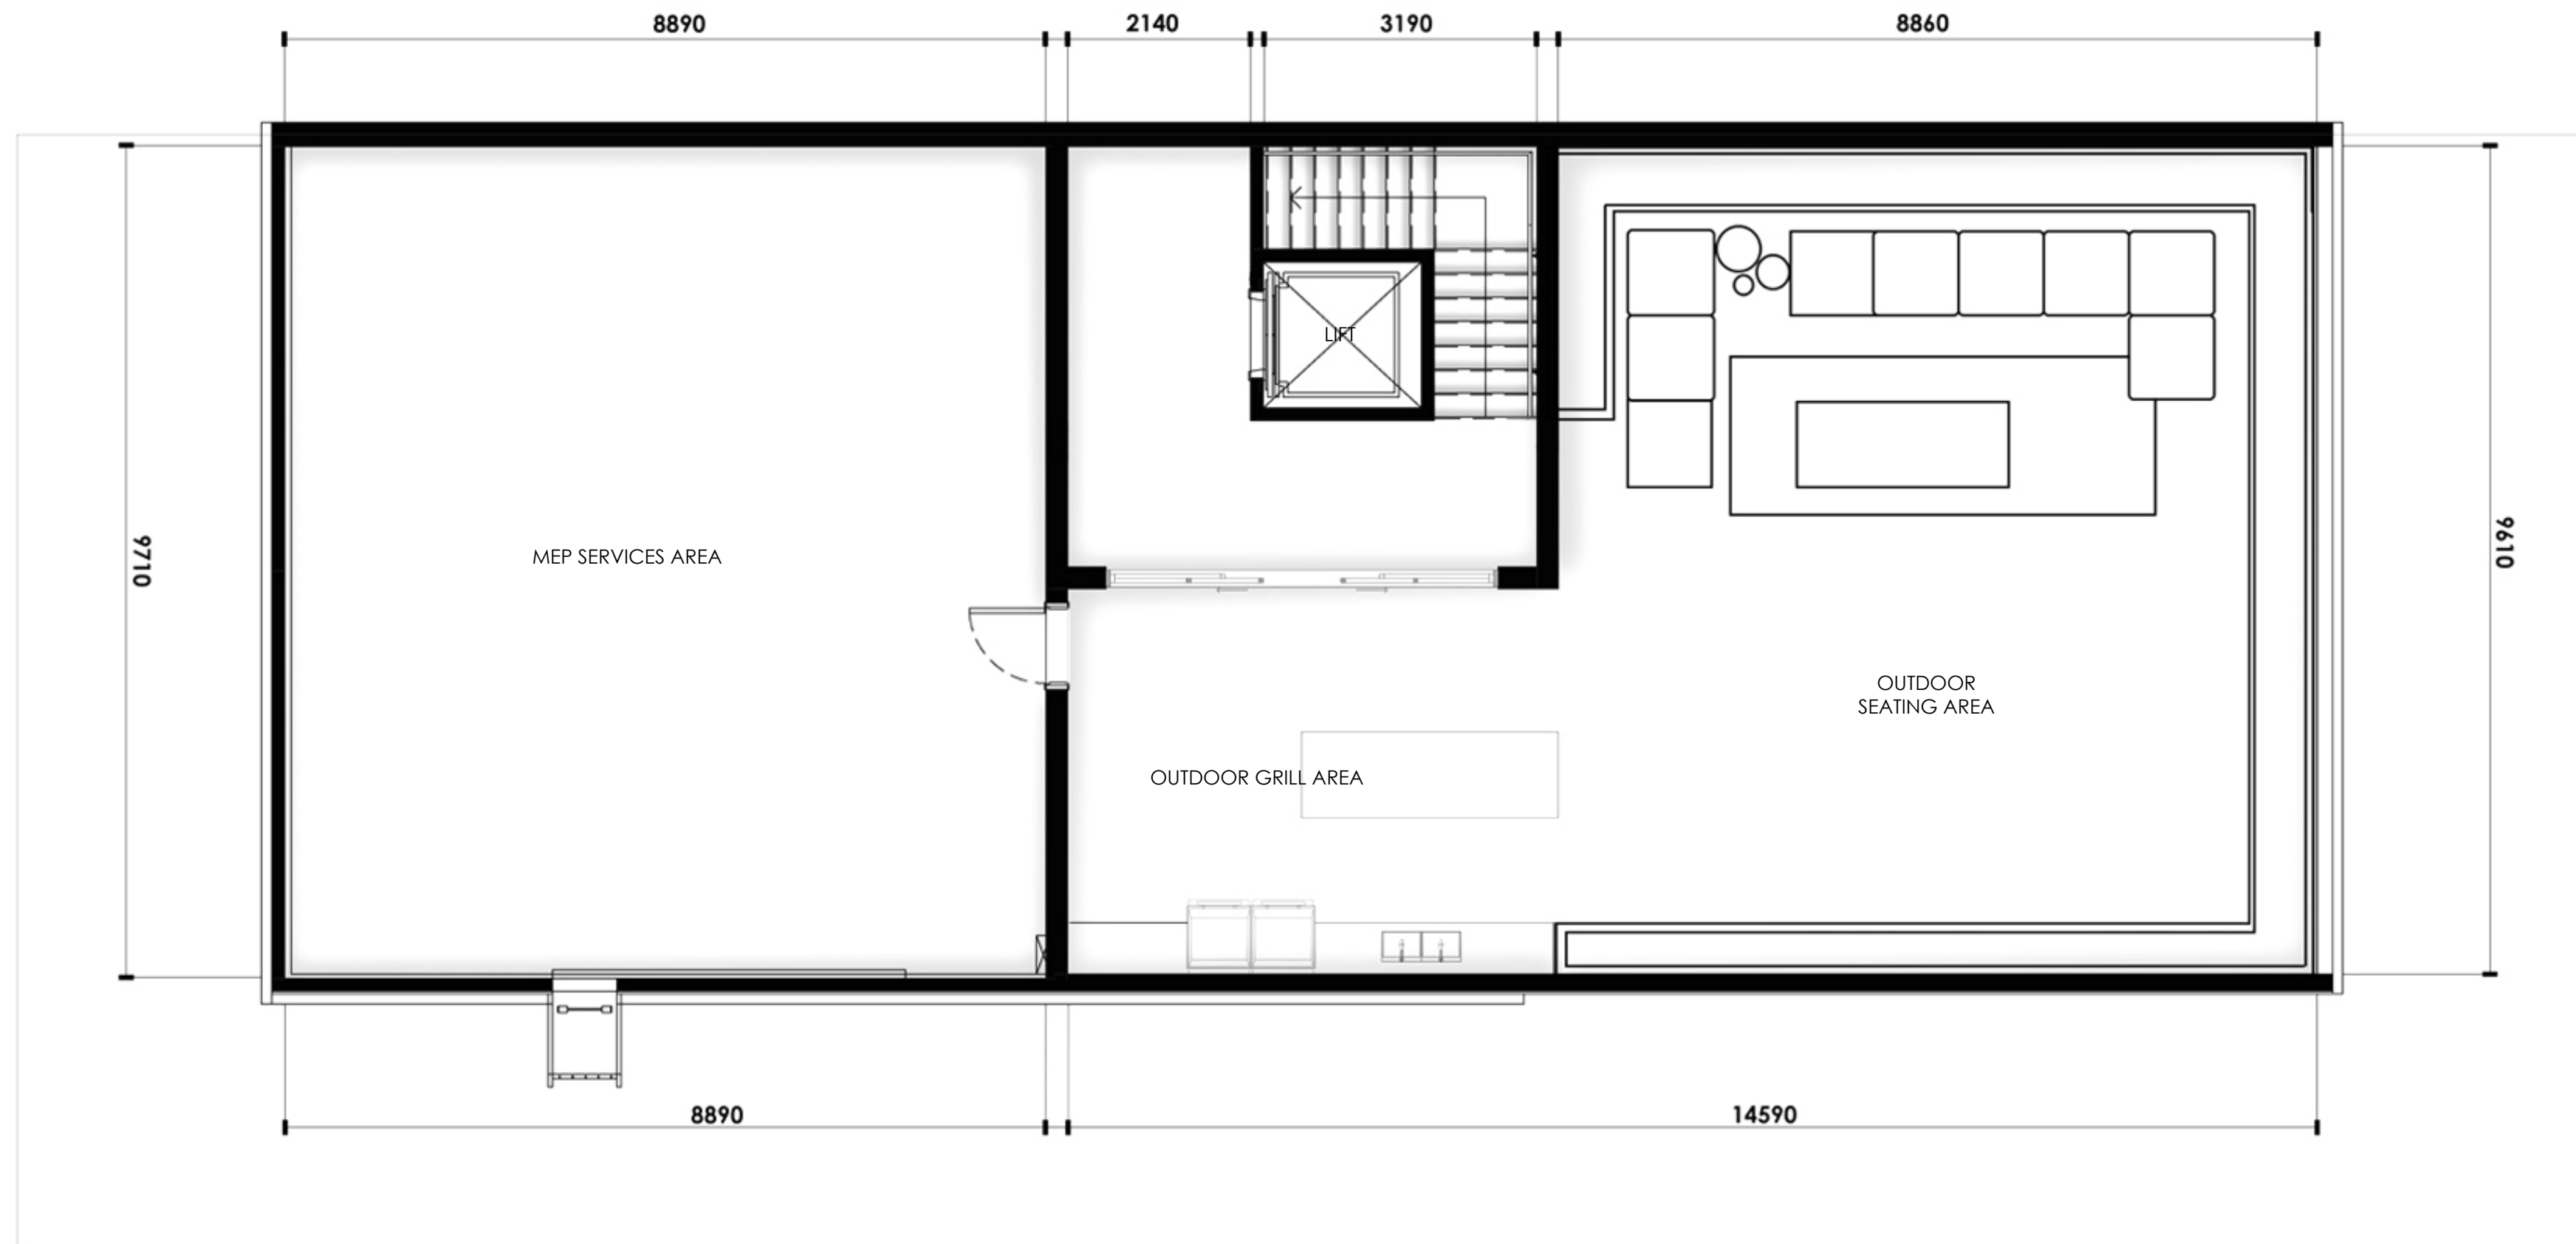 8890
2140
3190
8860
LIFT
9710
MEP SERVICES AREA
9610
OUTDOOR
SEATING AREA
OUTDOOR GRILL AREA
8890
14590